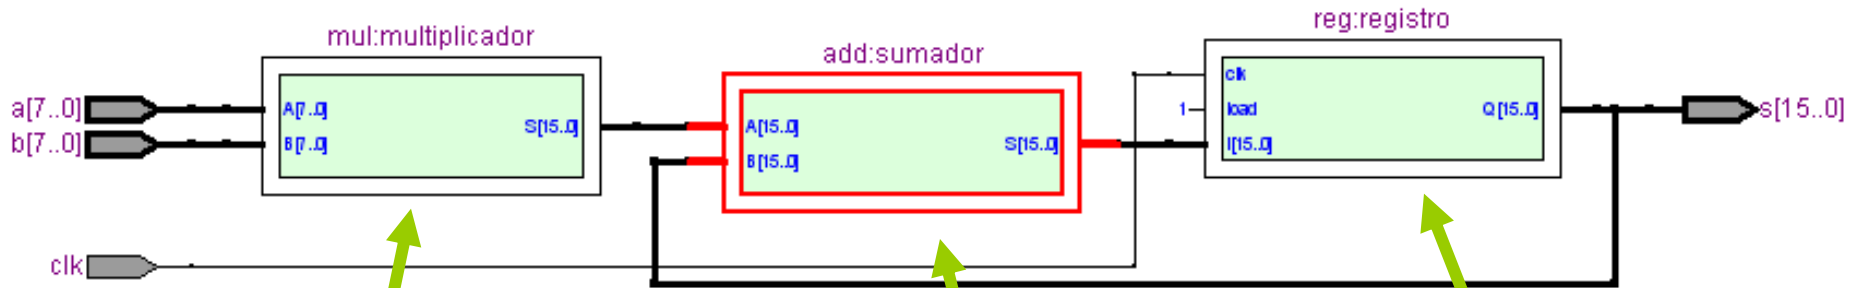 mul:multiplicador
add:sumador
reg:registro
a[7..0]
b[7..0]
A[7..0]
B[7..0]
S[15..0]
A[15..0]
B[15..0]
S[15..0]
clk
1
load
I[15..0]
Q[15..0]
s[15..0]
clk